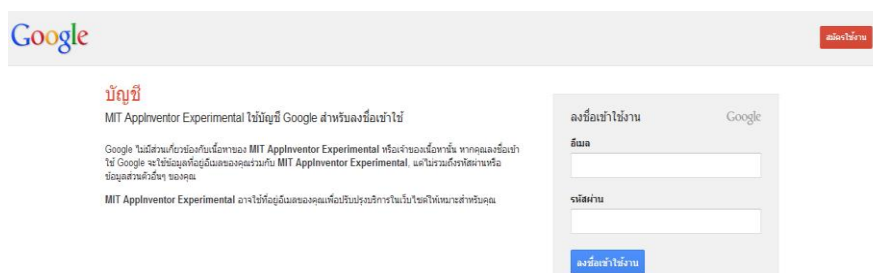 Google
สมัครใช้งาน
บัญชี
MIT AppInventor Experimental ใช้บัญชี Google สำหรับลงชื่อเข้าใช้
Google ไม่มีส่วนเกี่ยวข้องกับเนื้อหาของ MIT AppInventor Experimental หรือเจ้าของเนื้อหานั้น หากคุณลงชื่อเข้า
ใช้ Google จะใช้ข้อมูลที่อยู่อีเมลของคุณร่วมกับ MIT AppInventor Experimental, แต่ไม่รวมถึงรหัสผ่านหรือ
ข้อมูลส่วนตัวอื่นๆ ของคุณ
MIT AppInventor Experimental อาจใช้ที่อยู่อีเมลของคุณเพื่อปรับปรุงบริการในเว็บไซต์ให้เหมาะสำหรับคุณ
ลงชื่อเข้าใช้งาน Google
อีเมล
รหัสผ่าน
ลงชื่อเข้าใช้งาน